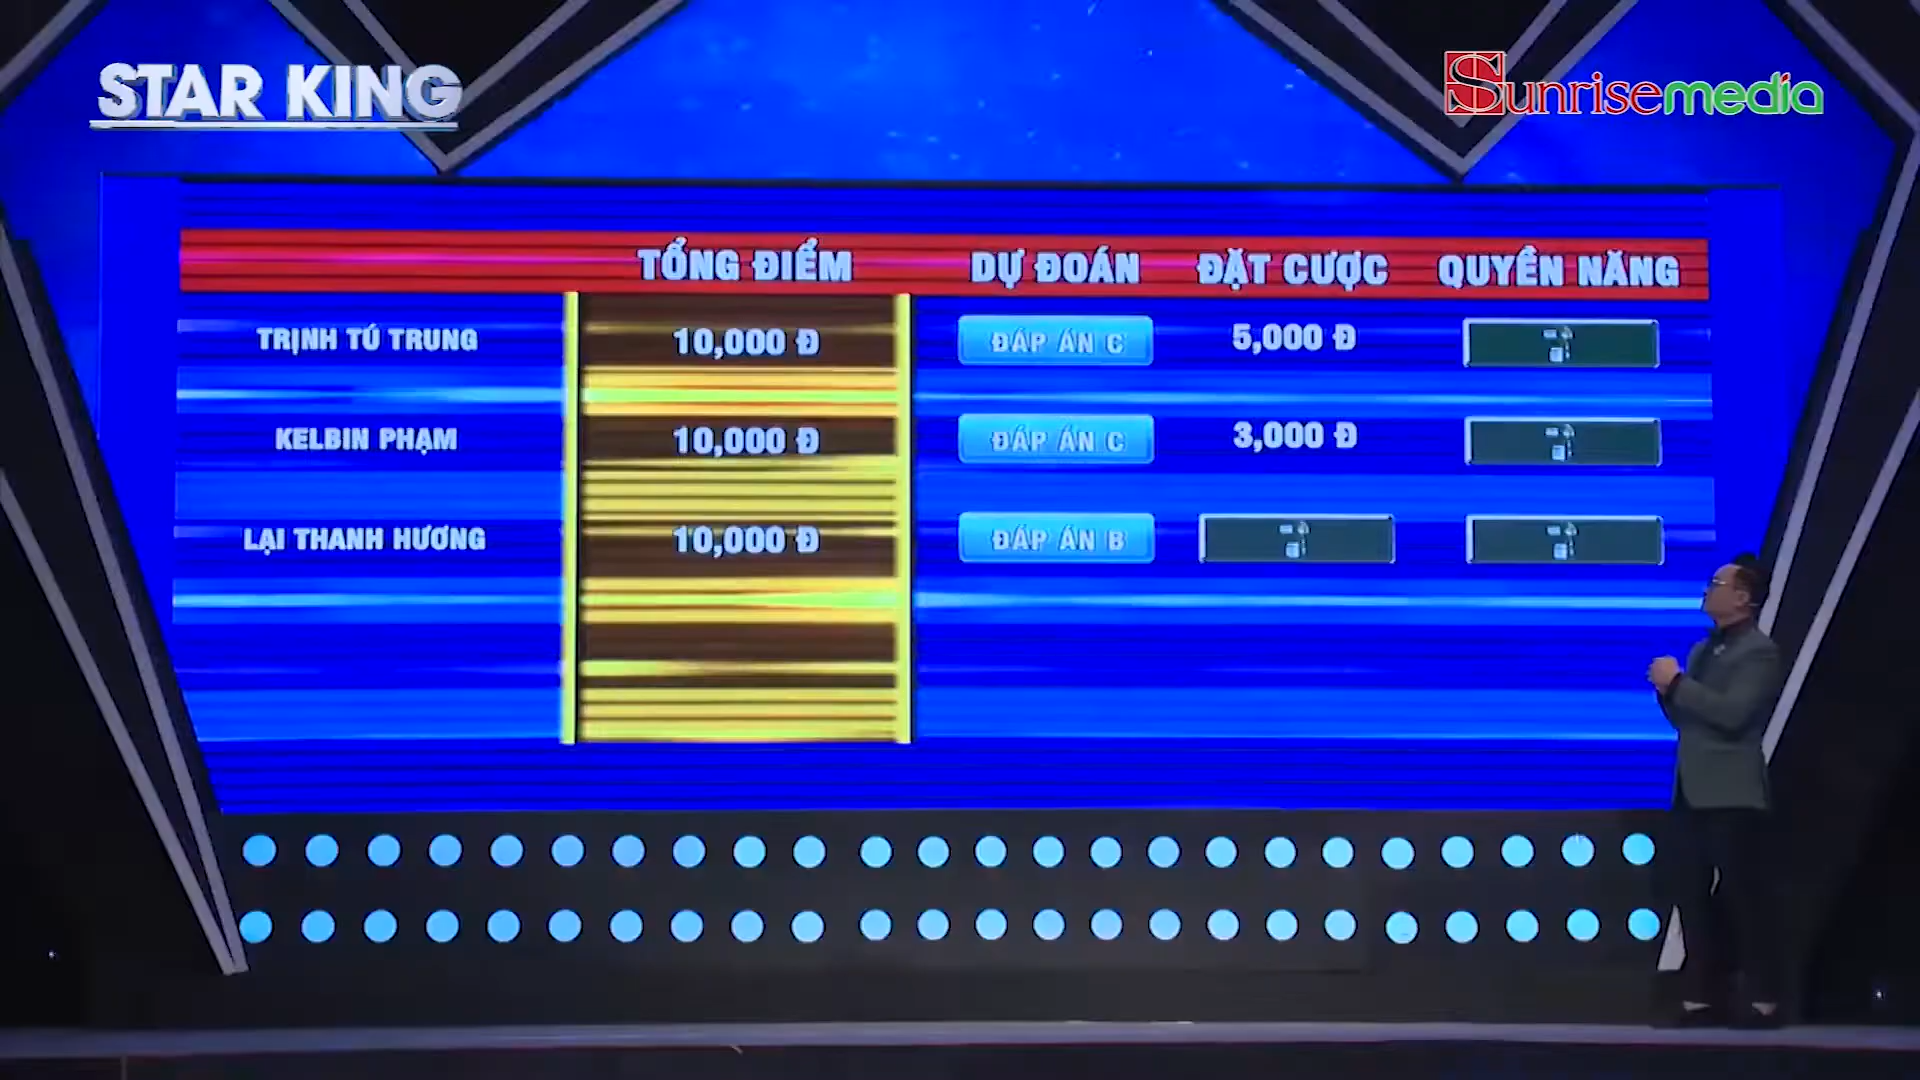 STAR KING
Sunrisemedia
TỔNG ĐIỂM DỰ ĐOÁN ĐẶT CƯỢC QUYỀN NĂNG
TRỊNH TÚ TRUNG 10,000 Đ ĐÁP ÁN C 5,000 Đ
KELBIN PHẠM 10,000 Đ ĐÁP ÁN C 3,000 Đ
LẠI THANH HƯƠNG 10,000 Đ ĐÁP ÁN B